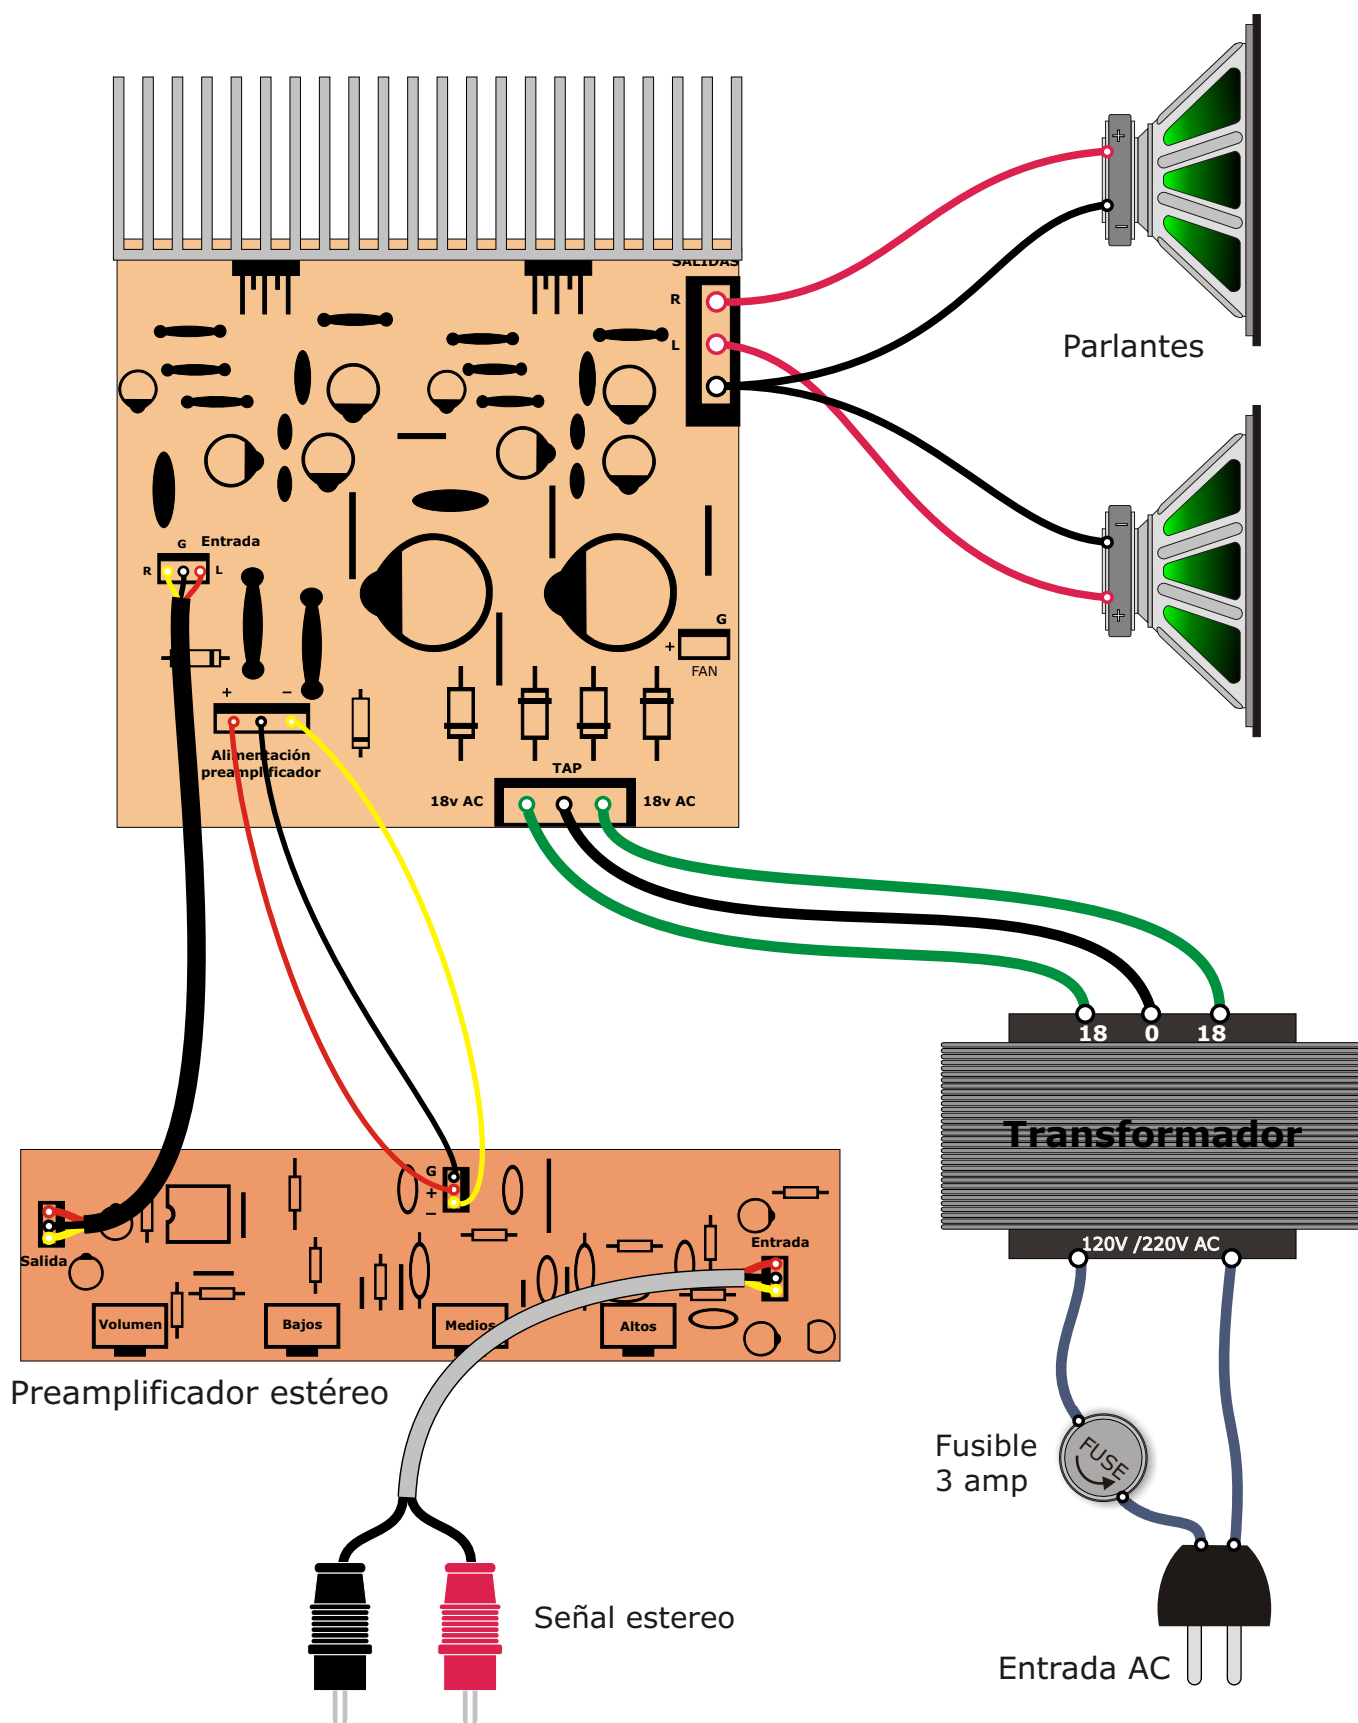 SALIDAS
R
L
+
−
Parlantes
−
+
G
Entrada
R
L
G
+
FAN
+
−
Alimentación
preamplificador
TAP
18v AC
18v AC
18
0
18
Transformador
120V /220V AC
G
+
−
Salida
Entrada
Volumen
Bajos
Medios
Altos
Preamplificador estéreo
Fusible
3 amp
FUSE
Señal estereo
Entrada AC